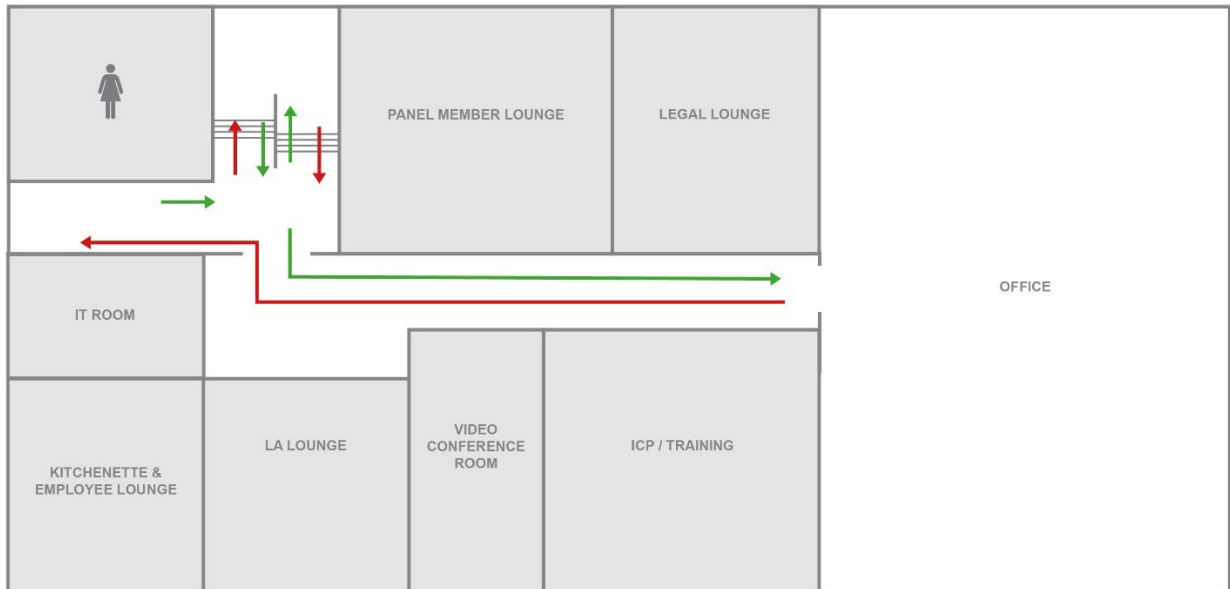 PANEL MEMBER LOUNGE
LEGAL LOUNGE
OFFICE
IT ROOM
KITCHENETTE &
EMPLOYEE LOUNGE
LA LOUNGE
VIDEO
CONFERENCE
ROOM
ICP / TRAINING